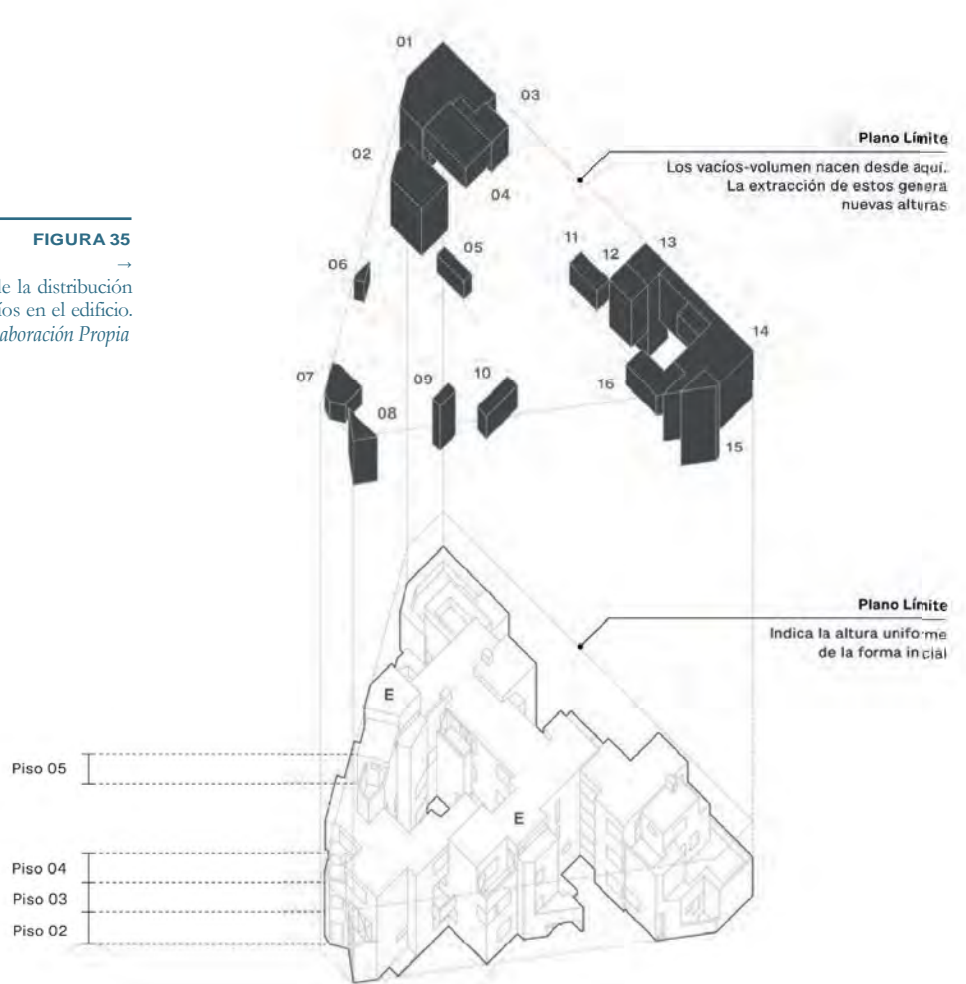 01
03
Plano Límite
02
Los vacíos-volumen nacen desde aquí.
La extracción de estos genera
nuevas alturas
04
FIGURA 35
→
de la distribución
íos en el edificio.
aboración Propia
05
06
11
12
13
14
07
08
09
10
16
15
Plano Límite
Indica la altura uniforme
de la forma incial
E
E
Piso 05
Piso 04
Piso 03
Piso 02